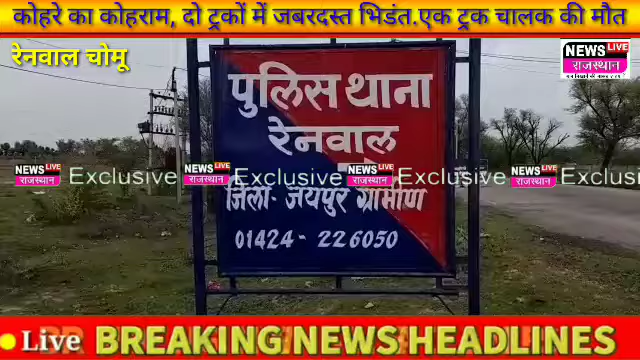 कोहरे का कोहराम, दो ट्रकों में जबरदस्त भिडंत.एक ट्रक चालक की मौत
रेनवाल चोमू
NEWS LIVE
राजस्थान
पुलिस थाना
रेनवाल
NEWS LIVE राजस्थान Exclusive NEWS LIVE राजस्थान Exclusive NEWS LIVE राजस्थान Exclusive NEWS LIVE राजस्थान Exclusi
जिला- जयपुर ग्रामीण
01424- 226050
Live BREAKING NEWS HEADLINES